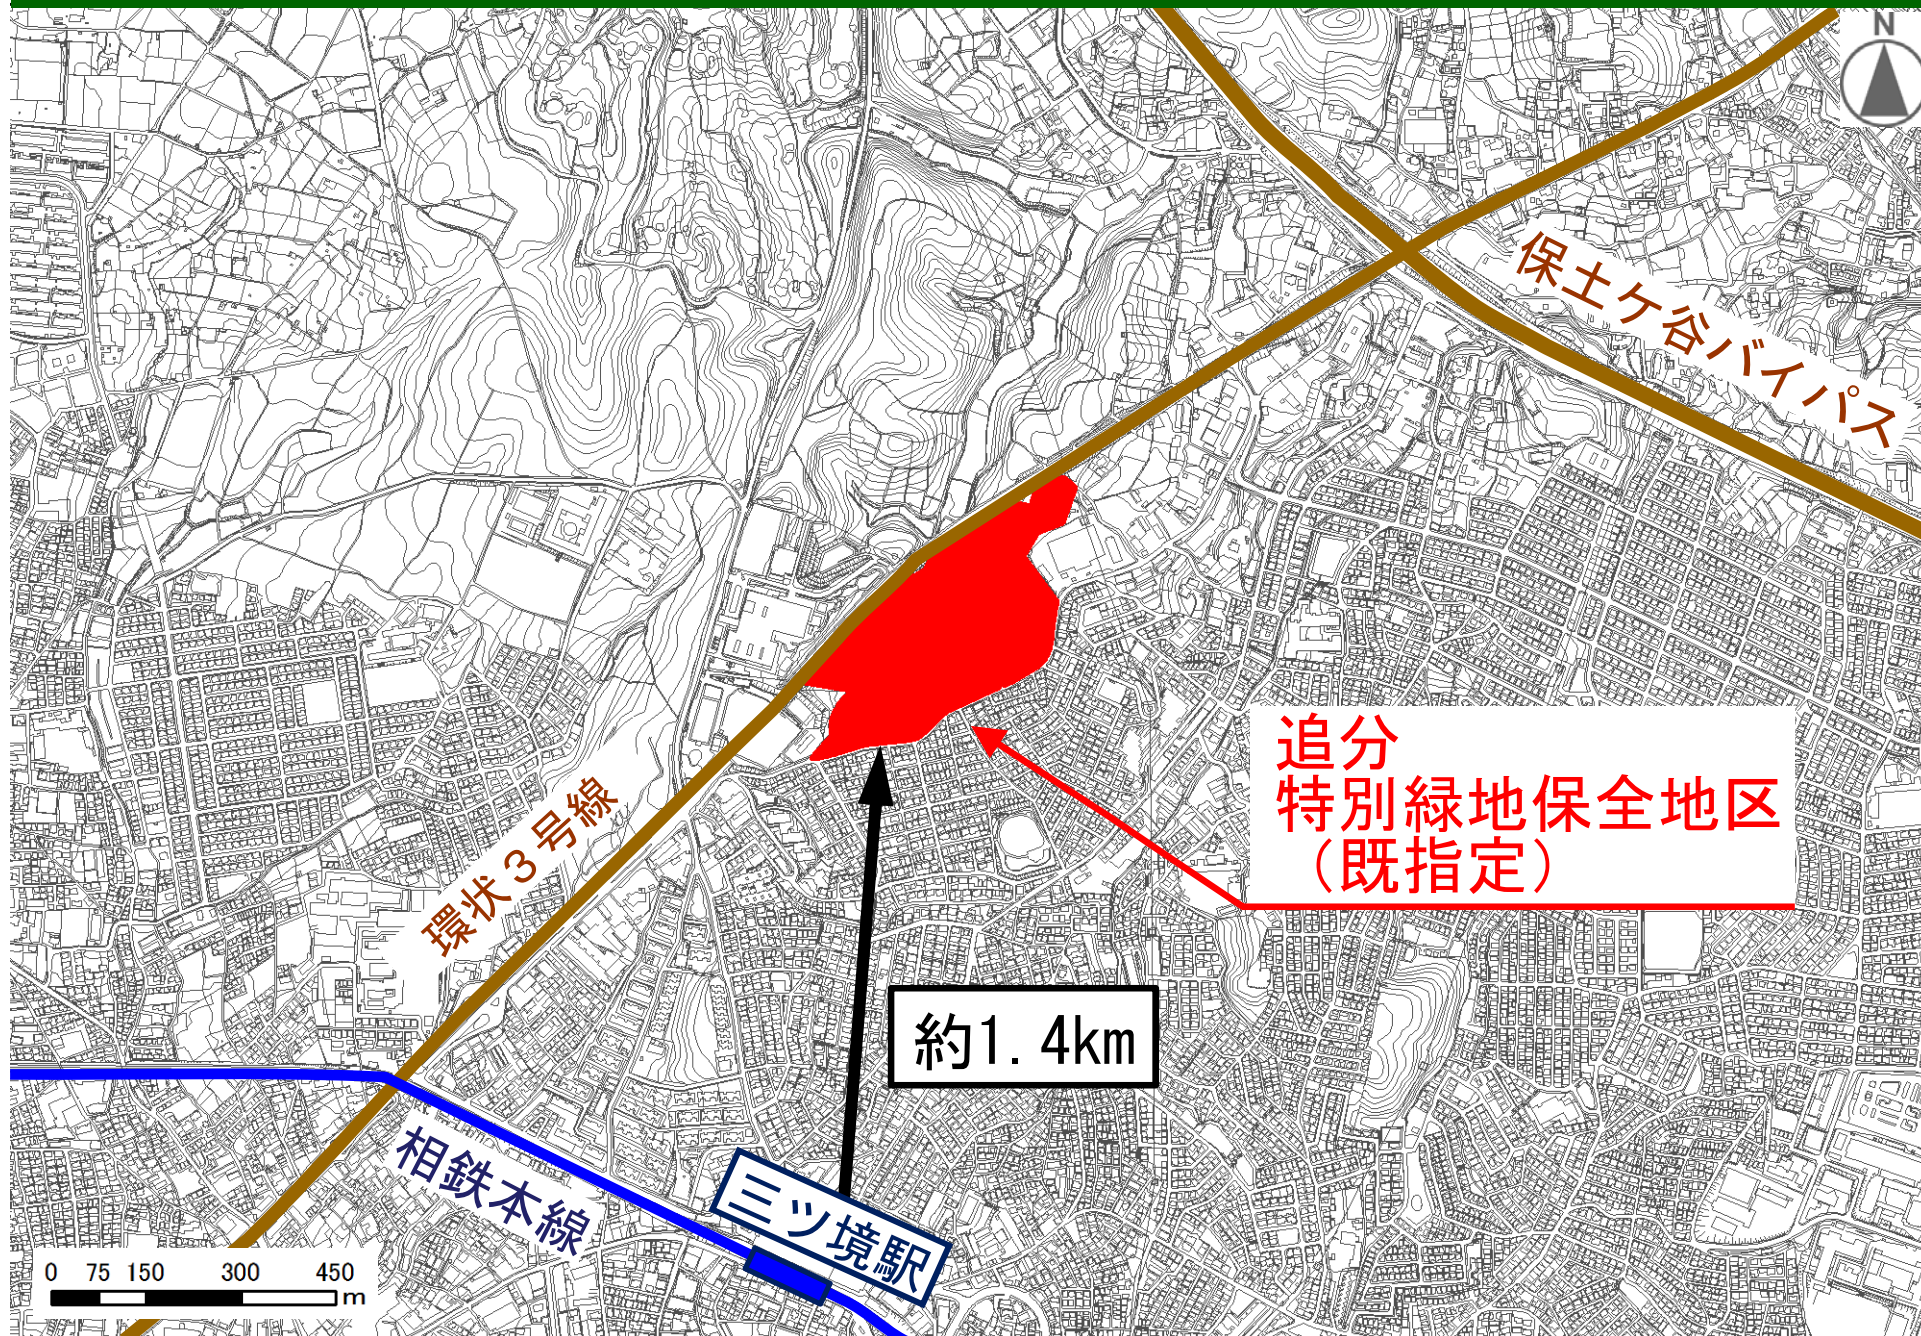 N
保土ケ谷バイパス
追分
特別緑地保全地区
（既指定）
環状３号線
約1.4km
相鉄本線
三ツ境駅
0 75 150 300 450
m